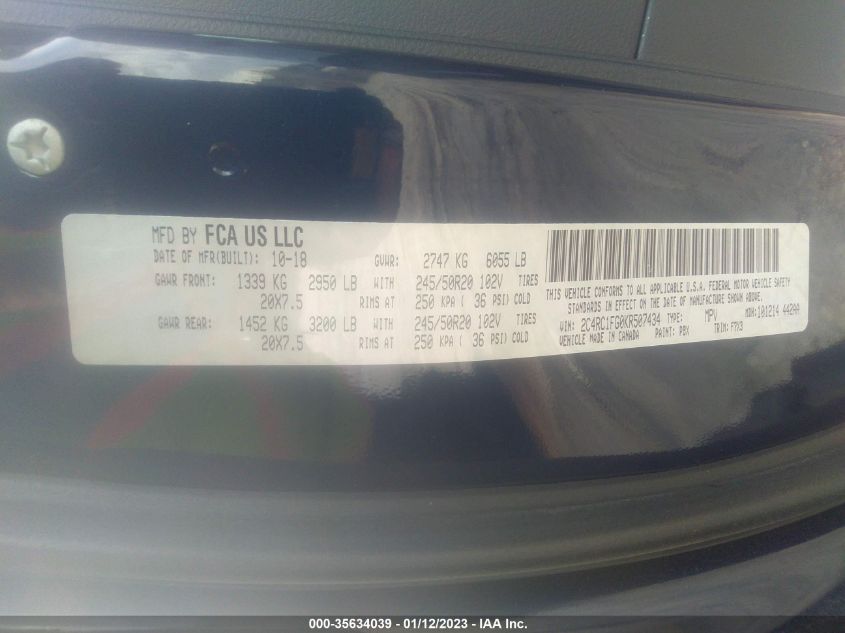 MFD BY FCA US LLC
DATE OF MFR(BUILT): 10-18 GVWR: 2747 KG 6055 LB
GAWR FRONT: 1339 KG 2950 LB WITH 245/50R20 102V TIRES
20X7.5 RIMS AT 250 KPA ( 36 PSI) COLD
GAWR REAR: 1452 KG 3200 LB WITH 245/50R20 102V TIRES
20X7.5 RIMS AT 250 KPA ( 36 PSI) COLD
THIS VEHICLE CONFORMS TO ALL APPLICABLE U.S.A. FEDERAL MOTOR VEHICLE SAFETY
STANDARDS IN EFFECT ON THE DATE OF MANUFACTURE SHOWN ABOVE.
VIN: 2C4RC1FG0KR507434 TYPE: MPV MDH:101214 442AA
VEHICLE MADE IN CANADA PAINT: PBX TRIM: F7X3
000-35634039 - 01/12/2023 - IAA Inc.